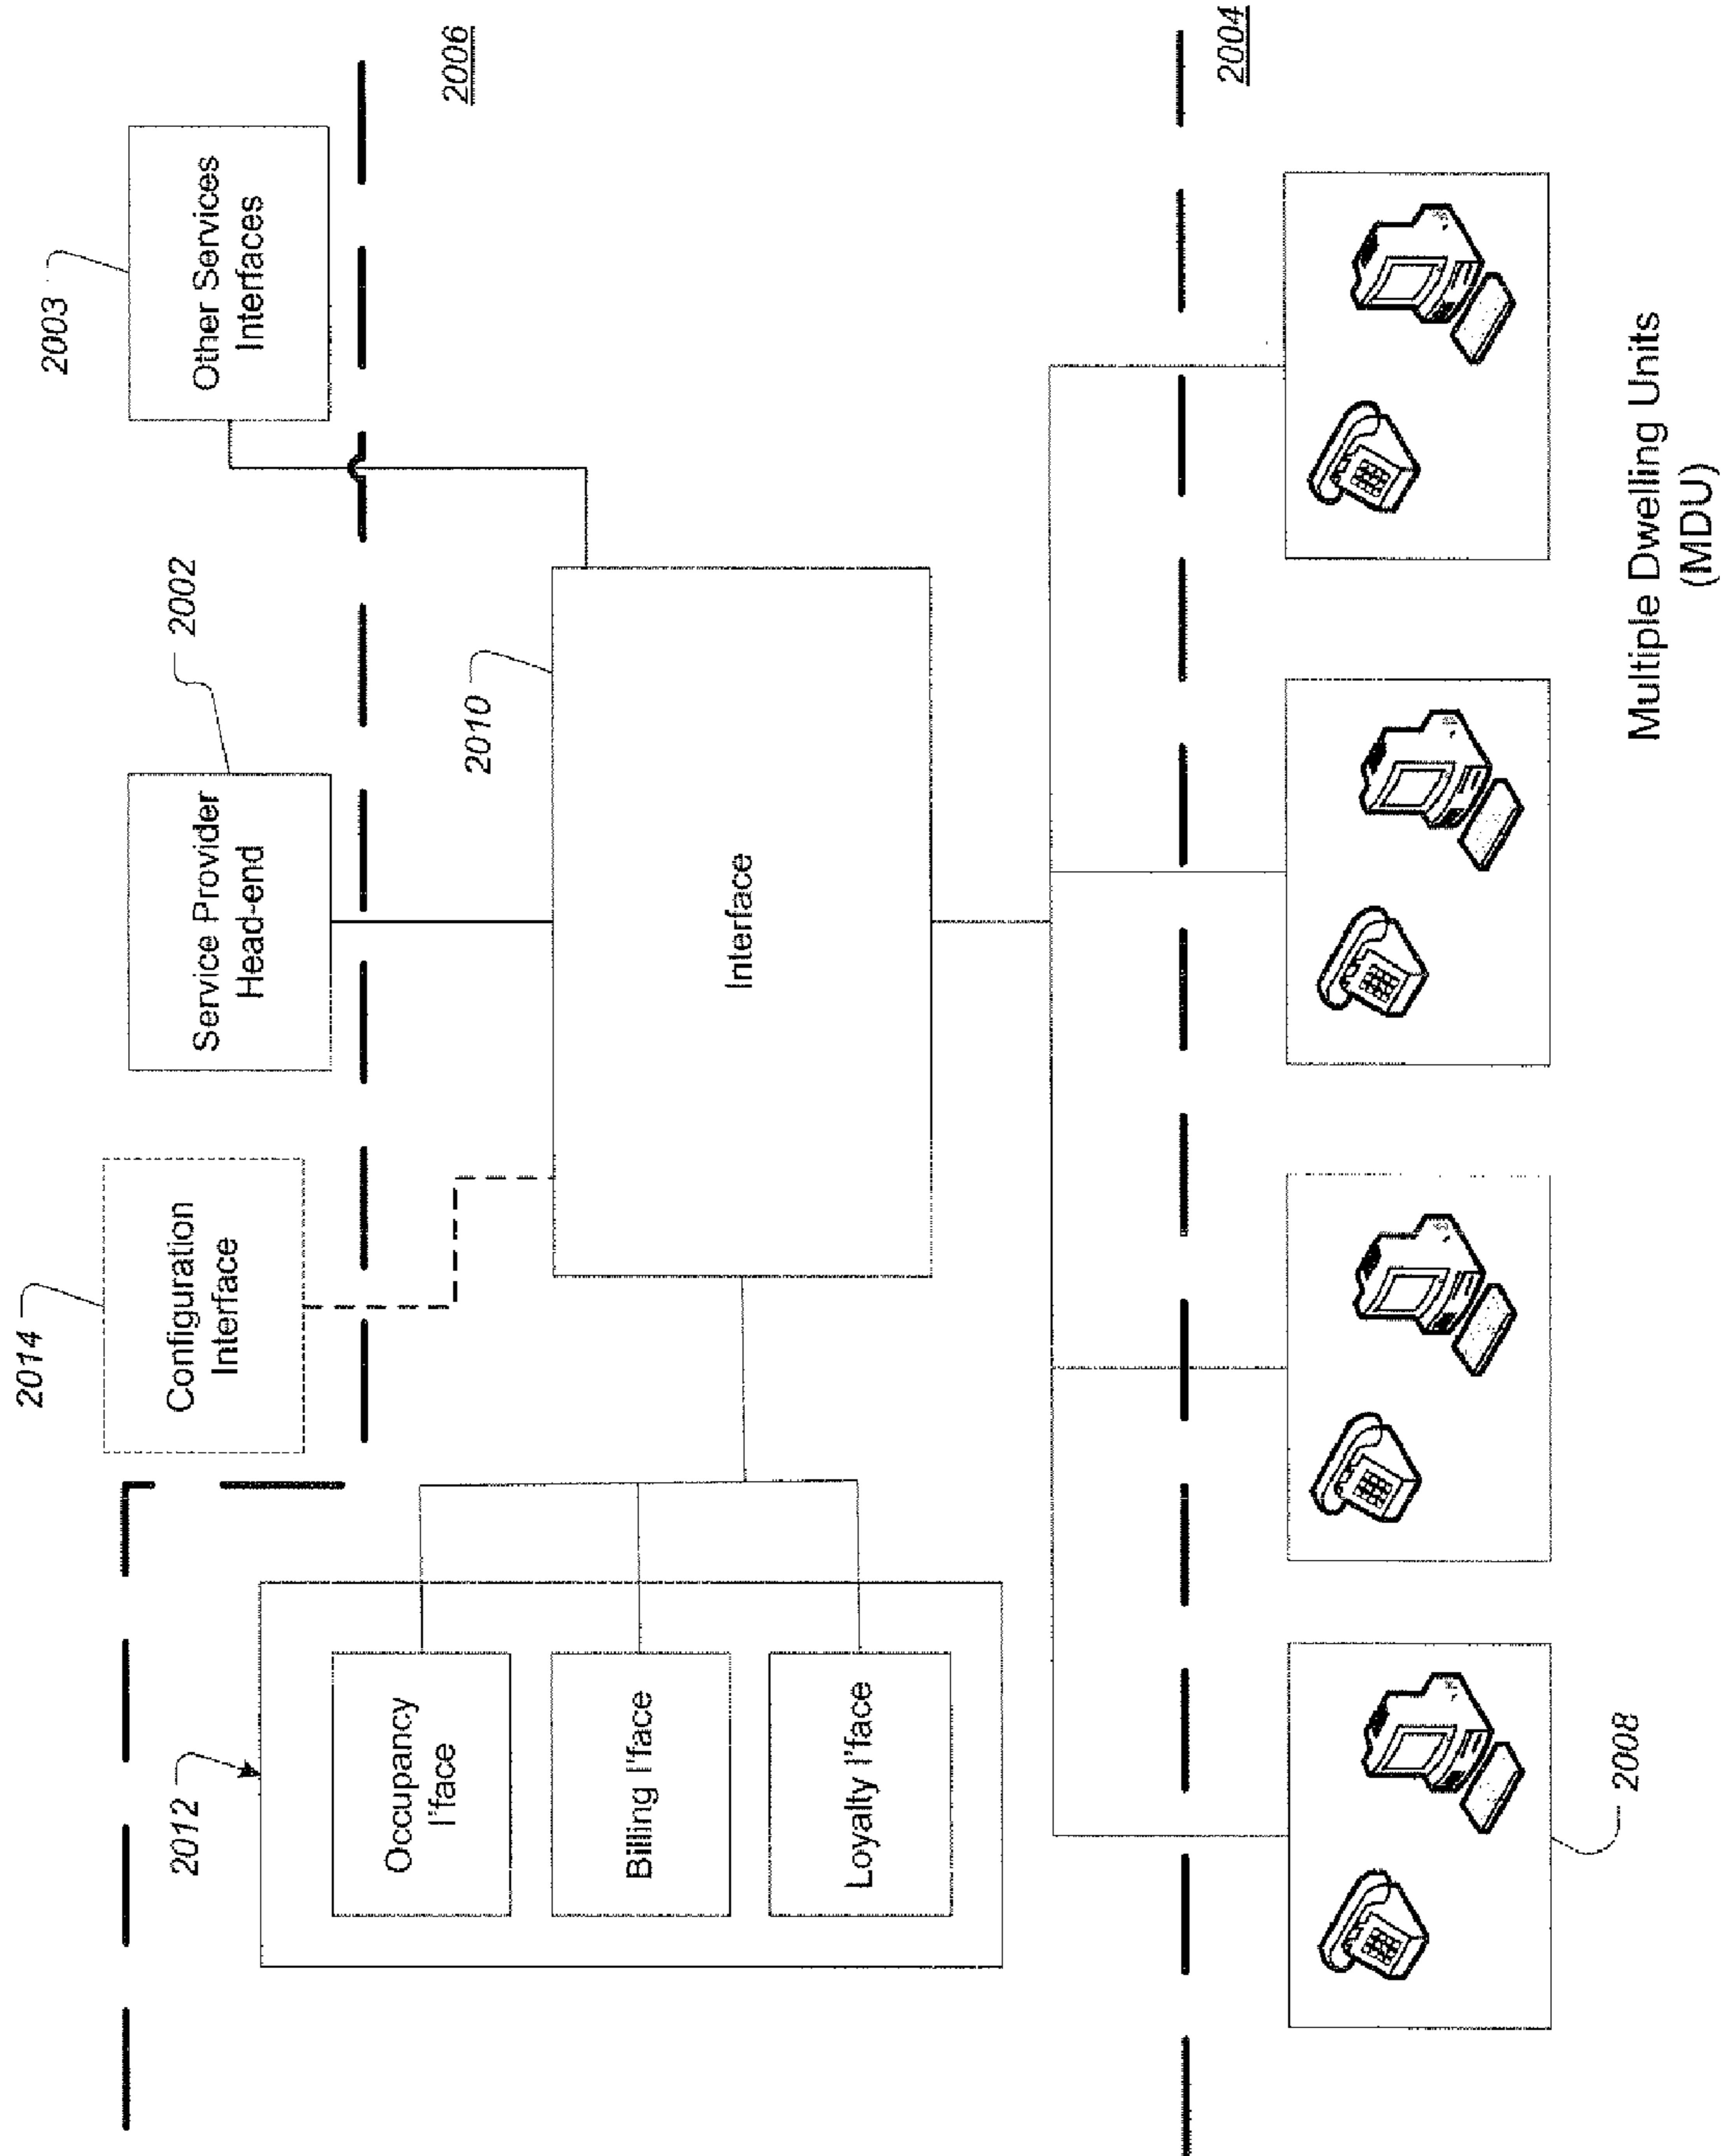 2014
Configuration
Interface
2002
Service Provider
Head-end
2003
Other Services
Interfaces
2006
2012
Occupancy
I'face
Billing I'face
Loyalty I'face
2010
Interface
2004
2008
Multiple Dwelling Units
(MDU)